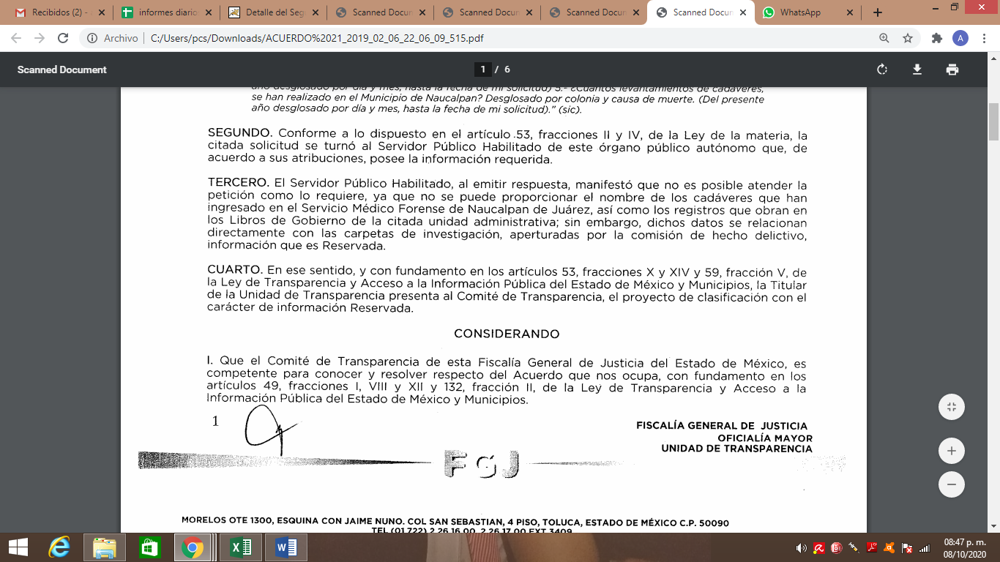 Recibidos (2) -
informes diario
Detalle del Seg
Scanned Docun
Scanned Docun
Scanned Docun
Scanned Docun
WhatsApp
Archivo
C:/Users/pcs/Downloads/ACUERDO%2021_2019_02_06_22_06_09_515.pdf
A
Scanned Document
1 / 6
año desglosado por día y mes, hasta la fecha de mi solicitud) 5.- ¿Cuántos levantamientos de cadáveres,
se han realizado en el Municipio de Naucalpan? Desglosado por colonia y causa de muerte. (Del presente
año desglosado por día y mes, hasta la fecha de mi solicitud)." (sic).
SEGUNDO. Conforme a lo dispuesto en el artículo 53, fracciones II y IV, de la Ley de la materia, la
citada solicitud se turnó al Servidor Público Habilitado de este órgano público autónomo que, de
acuerdo a sus atribuciones, posee la información requerida.
TERCERO. El Servidor Público Habilitado, al emitir respuesta, manifestó que no es posible atender la
petición como lo requiere, ya que no se puede proporcionar el nombre de los cadáveres que han
ingresado en el Servicio Médico Forense de Naucalpan de Juárez, así como los registros que obran en
los Libros de Gobierno de la citada unidad administrativa; sin embargo, dichos datos se relacionan
directamente con las carpetas de investigación, aperturadas por la comisión de hecho delictivo,
información que es Reservada.
CUARTO. En ese sentido, y con fundamento en los artículos 53, fracciones X y XIV y 59, fracción V, de
la Ley de Transparencia y Acceso a la Información Pública del Estado de México y Municipios, la Titular
de la Unidad de Transparencia presenta al Comité de Transparencia, el proyecto de clasificación con el
carácter de información Reservada.
CONSIDERANDO
I. Que el Comité de Transparencia de esta Fiscalía General de Justicia del Estado de México, es
competente para conocer y resolver respecto del Acuerdo que nos ocupa, con fundamento en los
artículos 49, fracciones I, VIII y XII y 132, fracción II, de la Ley de Transparencia y Acceso a la
Información Pública del Estado de México y Municipios.
1
FISCALÍA GENERAL DE JUSTICIA
OFICIALÍA MAYOR
UNIDAD DE TRANSPARENCIA
FGJ
MORELOS OTE 1300, ESQUINA CON JAIME NUNO. COL SAN SEBASTIAN, 4 PISO, TOLUCA, ESTADO DE MÉXICO C.P. 50090
TEL (01 722) 2 26 16 00, 2 26 17 00 EXT 3409
08:47 p. m.
08/10/2020